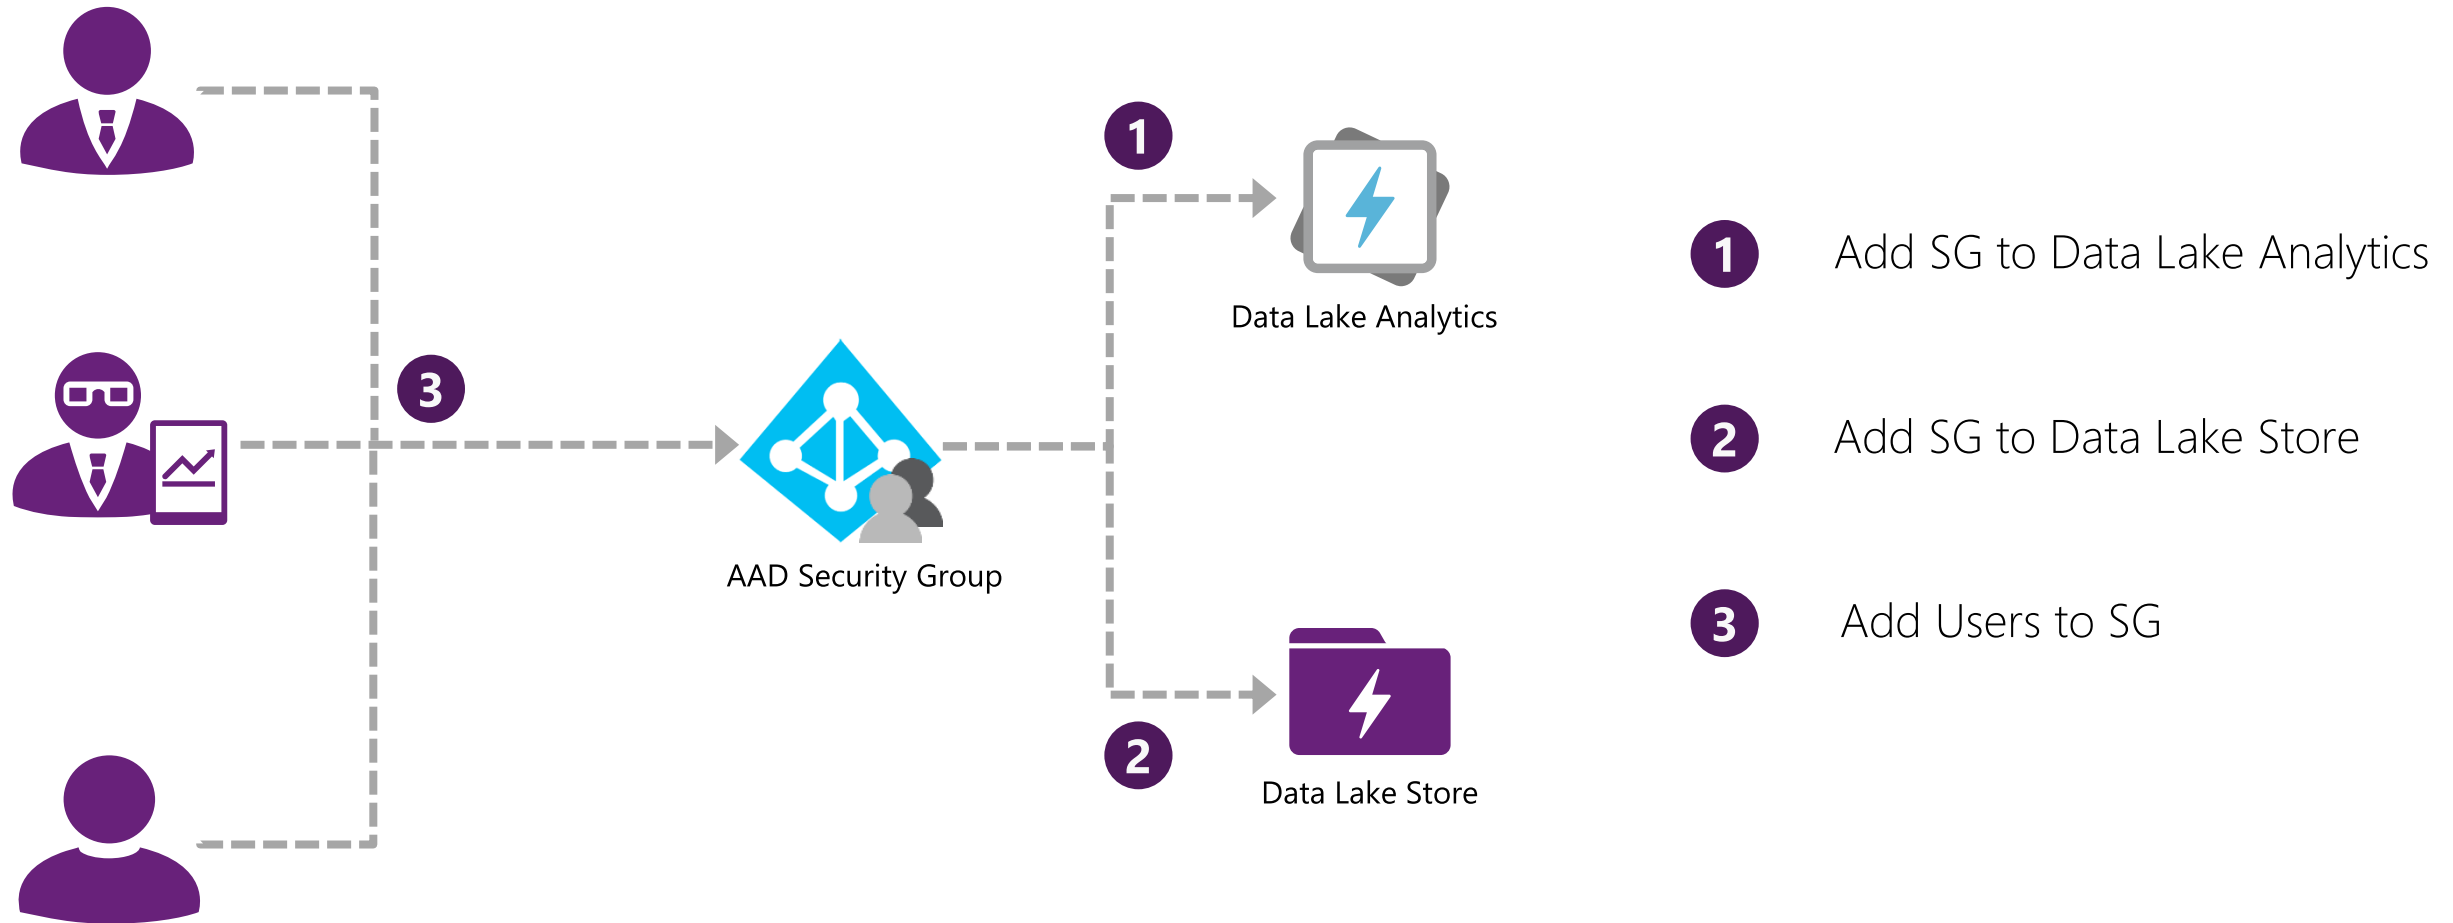 1
Data Lake Analytics
3
AAD Security Group
2
Data Lake Store
1 Add SG to Data Lake Analytics
2 Add SG to Data Lake Store
3 Add Users to SG